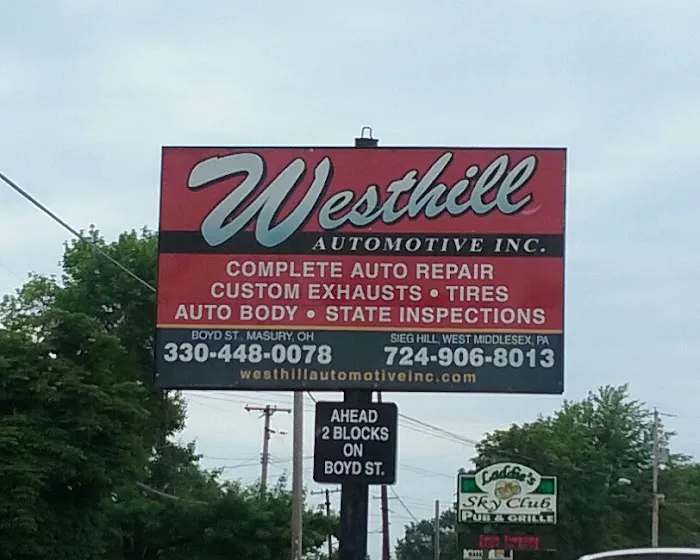 Westhill
AUTOMOTIVE INC.
COMPLETE AUTO REPAIR
CUSTOM EXHAUSTS • TIRES
AUTO BODY • STATE INSPECTIONS
BOYD ST., MASURY, OH
330-448-0078
SIEG HILL, WEST MIDDLESEX, PA
724-906-8013
westhillautomotiveinc.com
AHEAD
2 BLOCKS
ON
BOYD ST.
Laddie's
Sky Club
PUB & GRILLE